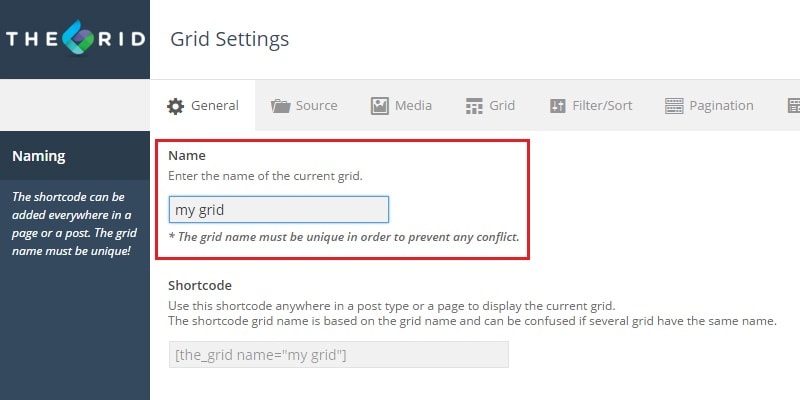 THE GRID
Grid Settings
General
Source
Media
Grid
Filter/Sort
Pagination
Naming
The shortcode can be
added everywhere in a
page or a post. The grid
name must be unique!
Name
Enter the name of the current grid.
my grid
* The grid name must be unique in order to prevent any conflict.
Shortcode
Use this shortcode anywhere in a post type or a page to display the current grid.
The shortcode grid name is based on the grid name and can be confused if several grid have the same name.
[the_grid name="my grid"]